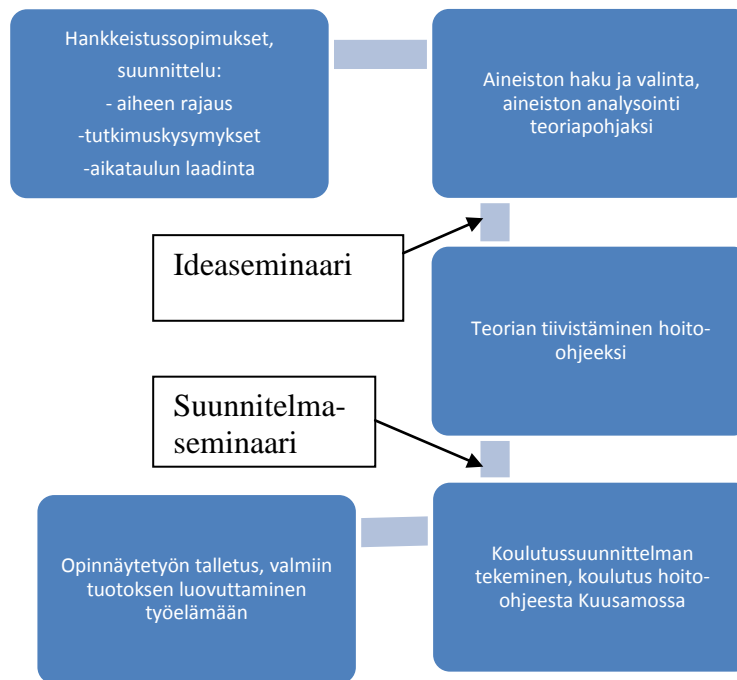 Hankkeistussopimukset,
suunnittelu:
- aiheen rajaus
-tutkimuskysymykset
-aikataulun laadinta
Aineiston haku ja valinta,
aineiston analysointi
teoriapohjaksi
Ideaseminaari
Teorian tiivistäminen hoito-
ohjeeksi
Suunnitelma-
seminaari
Koulutussuunnittelman
tekeminen, koulutus hoito-
ohjeesta Kuusamossa
Opinnäytetyön talletus, valmiin
tuotoksen luovuttaminen
työelämään